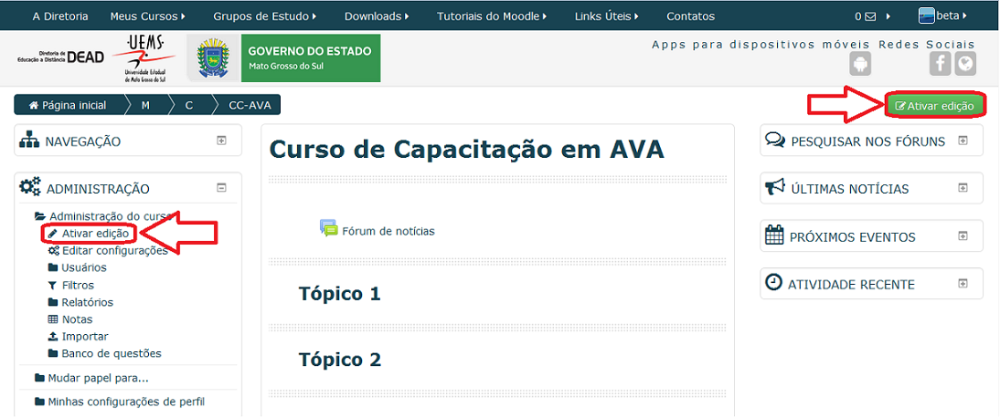 A Diretoria Meus Cursos Grupos de Estudo Downloads Tutoriais do Moodle Links Úteis Contatos 0 beta
Apps para dispositivos móveis Redes Sociais
Diretoria de
Educação a Distância DEAD
UEMS
Universidade Estadual
de Mato Grosso do Sul
GOVERNO DO ESTADO
Mato Grosso do Sul
Página inicial M C CC-AVA
Ativar edição
NAVEGAÇÃO
ADMINISTRAÇÃO
Administração do curso
Ativar edição
Editar configurações
Usuários
Filtros
Relatórios
Notas
Importar
Banco de questões
Mudar papel para...
Minhas configurações de perfil
Curso de Capacitação em AVA
Fórum de notícias
Tópico 1
Tópico 2
PESQUISAR NOS FÓRUNS
ÚLTIMAS NOTÍCIAS
PRÓXIMOS EVENTOS
ATIVIDADE RECENTE